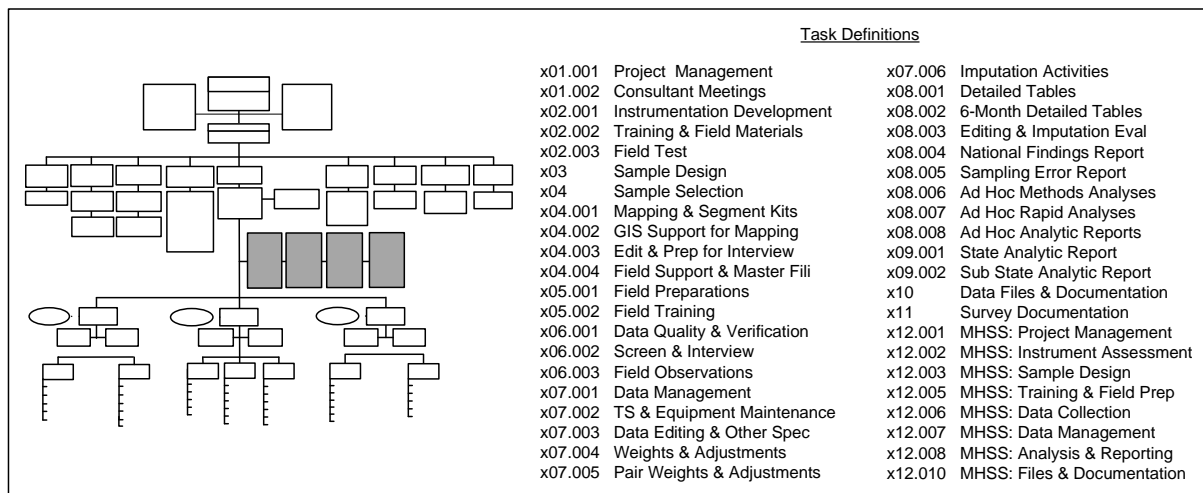 Task Definitions
x01.001 Project Management
x01.002 Consultant Meetings
x02.001 Instrumentation Development
x02.002 Training & Field Materials
x02.003 Field Test
x03 Sample Design
x04 Sample Selection
x04.001 Mapping & Segment Kits
x04.002 GIS Support for Mapping
x04.003 Edit & Prep for Interview
x04.004 Field Support & Master Fili
x05.001 Field Preparations
x05.002 Field Training
x06.001 Data Quality & Verification
x06.002 Screen & Interview
x06.003 Field Observations
x07.001 Data Management
x07.002 TS & Equipment Maintenance
x07.003 Data Editing & Other Spec
x07.004 Weights & Adjustments
x07.005 Pair Weights & Adjustments
x07.006 Imputation Activities
x08.001 Detailed Tables
x08.002 6-Month Detailed Tables
x08.003 Editing & Imputation Eval
x08.004 National Findings Report
x08.005 Sampling Error Report
x08.006 Ad Hoc Methods Analyses
x08.007 Ad Hoc Rapid Analyses
x08.008 Ad Hoc Analytic Reports
x09.001 State Analytic Report
x09.002 Sub State Analytic Report
x10 Data Files & Documentation
x11 Survey Documentation
x12.001 MHSS: Project Management
x12.002 MHSS: Instrument Assessment
x12.003 MHSS: Sample Design
x12.005 MHSS: Training & Field Prep
x12.006 MHSS: Data Collection
x12.007 MHSS: Data Management
x12.008 MHSS: Analysis & Reporting
x12.010 MHSS: Files & Documentation